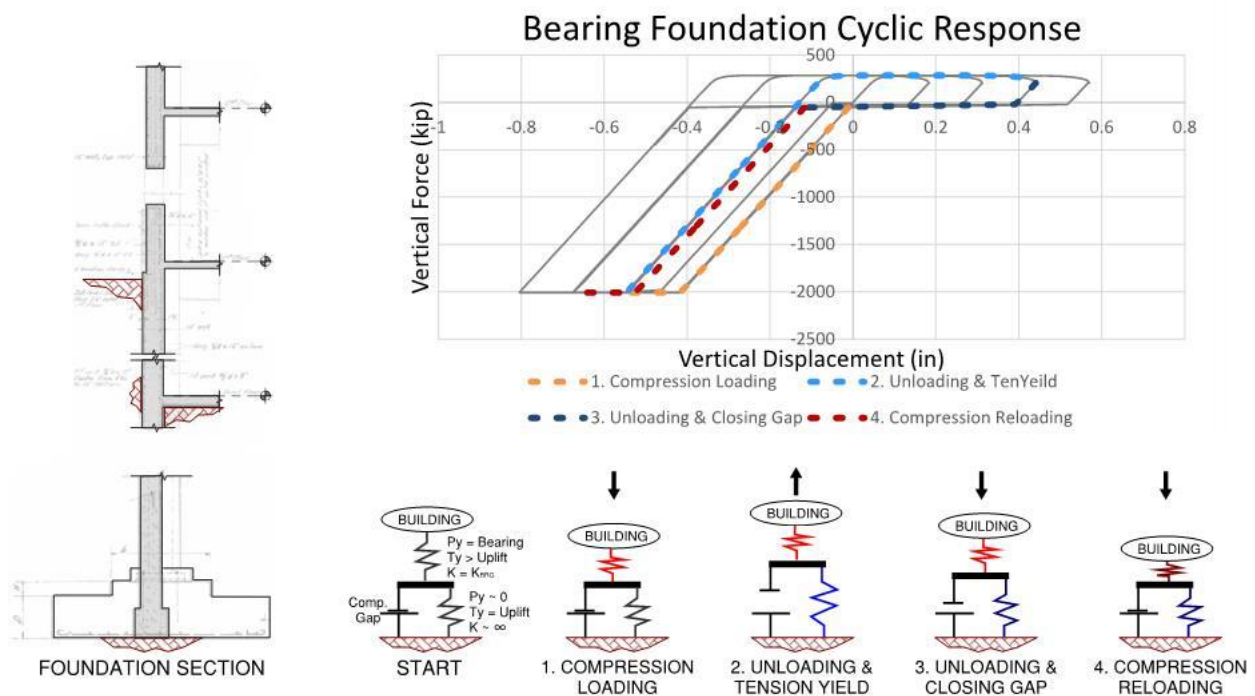 Bearing Foundation Cyclic Response
500
0
-500
-1000
-1500
-2000
-2500
-1
-0.8
-0.6
-0.4
-0.2
0
0.2
0.4
0.6
0.8
Vertical Force (kip)
Vertical Displacement (in)
1. Compression Loading
2. Unloading & TenYeild
3. Unloading & Closing Gap
4. Compression Reloading
FOUNDATION SECTION
BUILDING
Py = Bearing
Ty > Uplift
Comp.
Gap
Py ~ 0
Ty = Uplift
K ~ ∞
START
BUILDING
1. COMPRESSION
LOADING
BUILDING
2. UNLOADING &
TENSION YIELD
BUILDING
3. UNLOADING &
CLOSING GAP
BUILDING
4. COMPRESSION
RELOADING